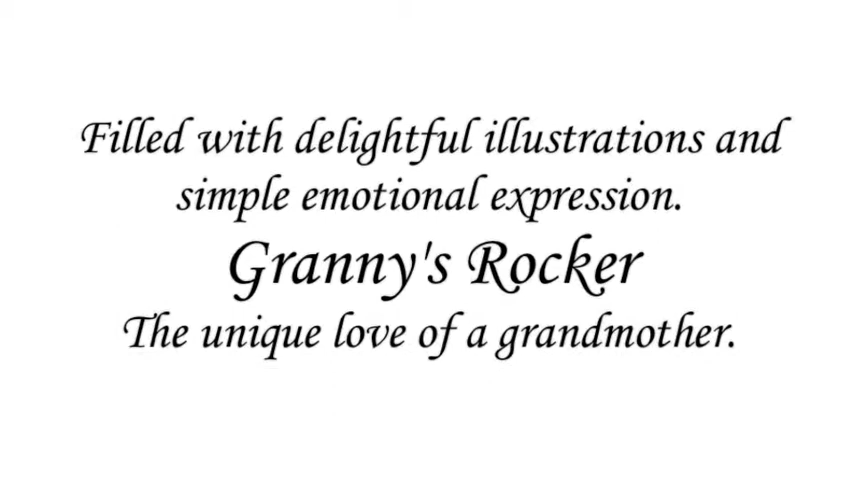 Filled with delightful illustrations and
simple emotional expression.
Granny's Rocker
The unique love of a grandmother.